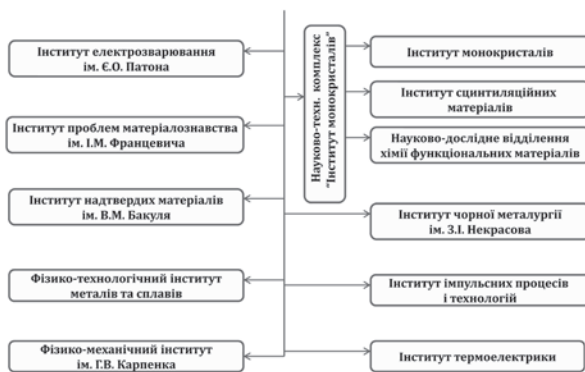 Інститут електрозварювання
ім. Є.О. Патона
Інститут проблем матеріалознавства
ім. І.М. Францевича
Інститут надтвердих матеріалів
ім. В.М. Бакуля
Фізико-технологічний інститут
металів та сплавів
Фізико-механічний інститут
ім. Г.В. Карпенка
Науково-техн. комплекс
"Інститут монокристалів"
Інститут монокристалів
Інститут сцинтиляційних
матеріалів
Науково-дослідне відділення
хімії функціональних матеріалів
Інститут чорної металургії
ім. З.І. Некрасова
Інститут імпульсних процесів
і технологій
Інститут термоелектрики